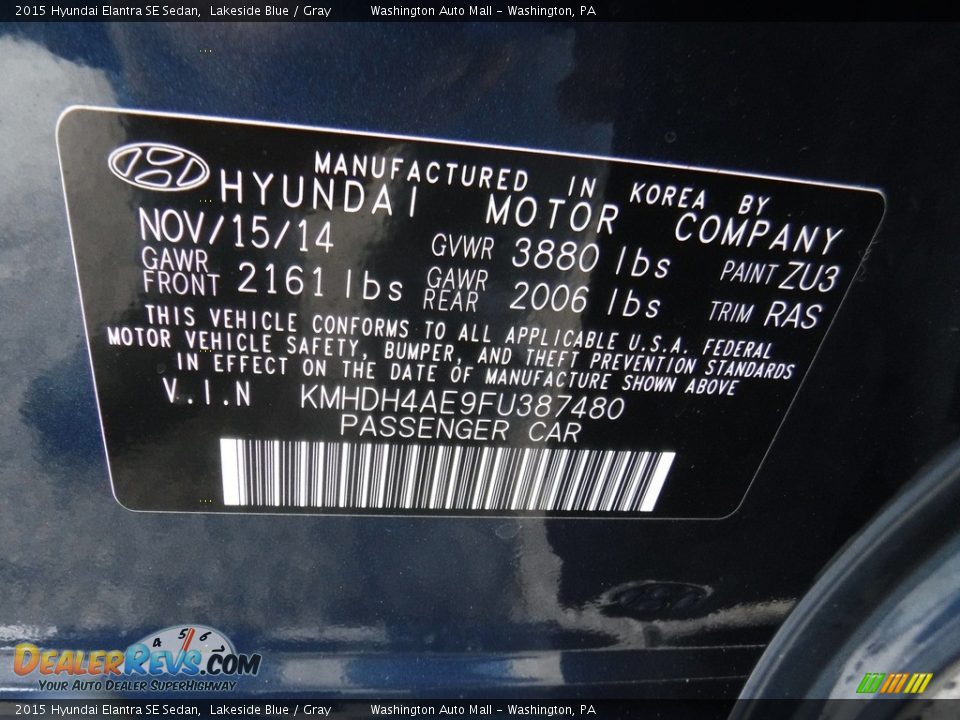 2015 Hyundai Elantra SE Sedan,  Lakeside Blue / Gray        Washington Auto Mall - Washington, PA
MANUFACTURED IN KOREA BY
HYUNDAI MOTOR COMPANY
NOV/15/14 GVWR 3880 lbs PAINT ZU3
GAWR FRONT 2161 lbs GAWR REAR 2006 lbs TRIM RAS
THIS VEHICLE CONFORMS TO ALL APPLICABLE U.S.A. FEDERAL
MOTOR VEHICLE SAFETY, BUMPER, AND THEFT PREVENTION STANDARDS
IN EFFECT ON THE DATE OF MANUFACTURE SHOWN ABOVE
V.I.N KMHDH4AE9FU387480
PASSENGER CAR
4 5 6
DEALERREVS.COM
YOUR AUTO DEALER SUPERHIGHWAY
2015 Hyundai Elantra SE Sedan,  Lakeside Blue / Gray        Washington Auto Mall - Washington, PA